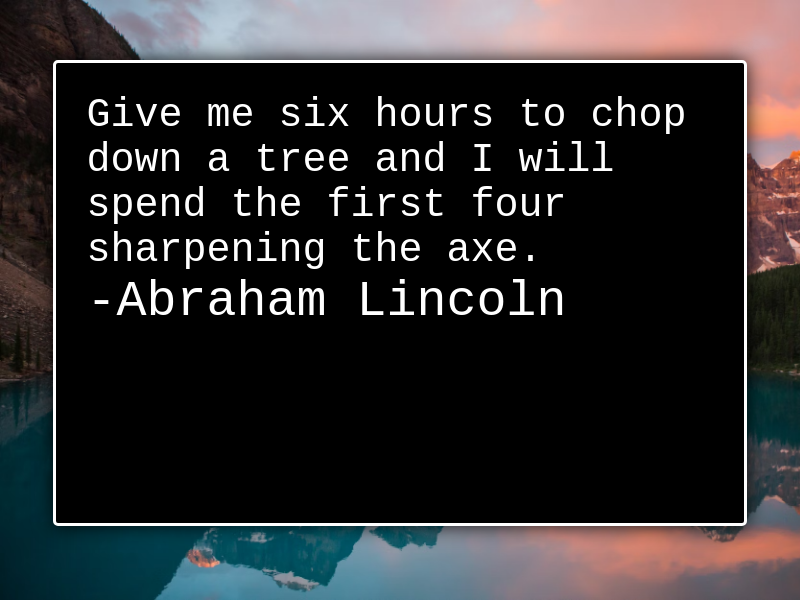 Give me six hours to chop
down a tree and I will
spend the first four
sharpening the axe.
-Abraham Lincoln